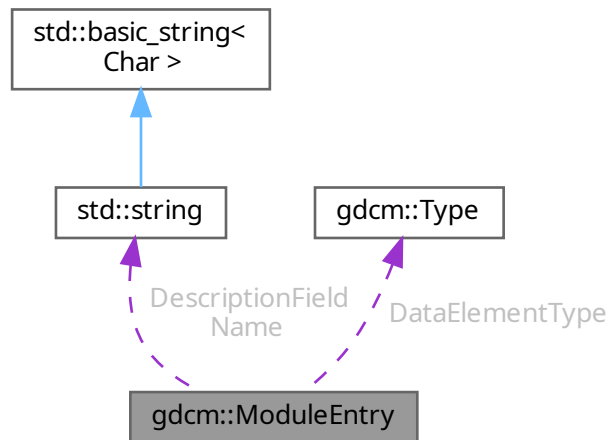 std::basic_string<
Char >
std::string
gdcm::Type
DescriptionField
Name
DataElementType
gdcm::ModuleEntry